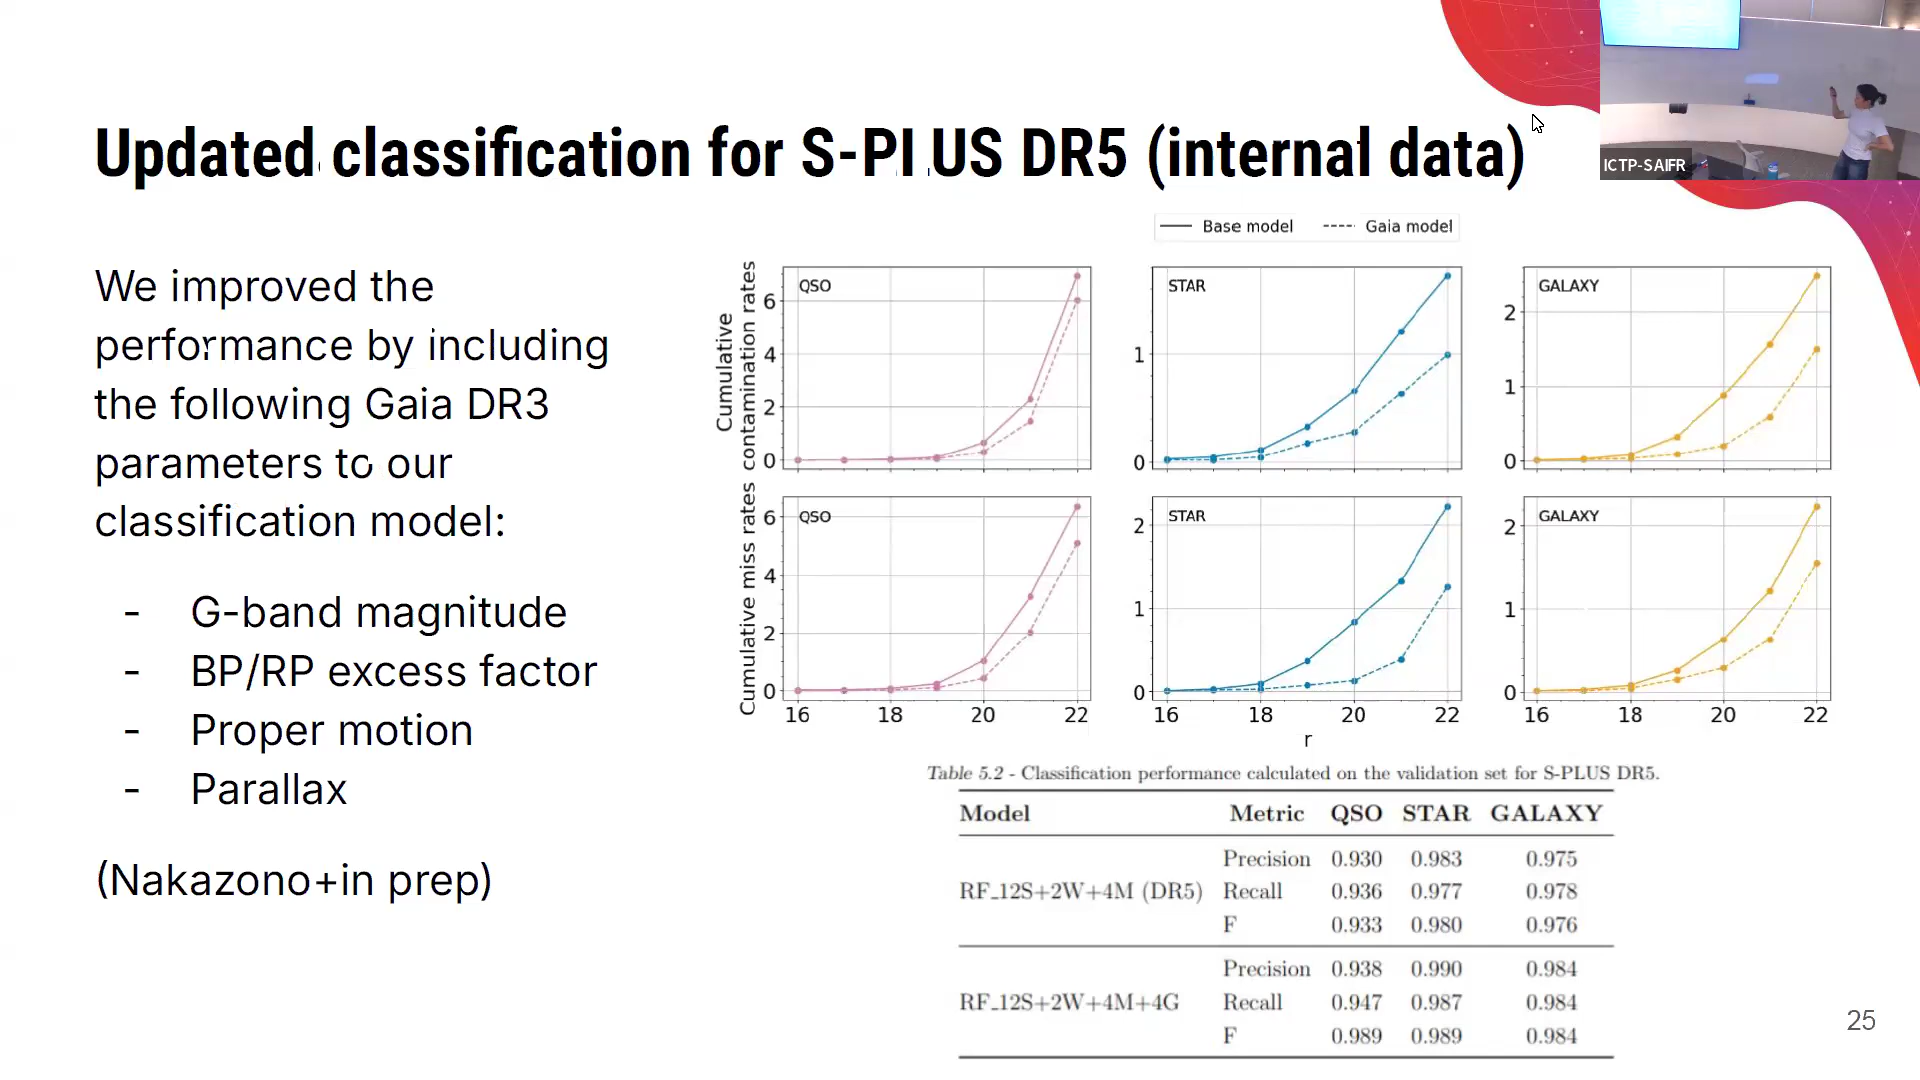 Updated classification for S-PLUS DR5 (internal data)
ICTP-SAIFR
We improved the
performance by including
the following Gaia DR3
parameters to our
classification model:
- G-band magnitude
- BP/RP excess factor
- Proper motion
- Parallax
(Nakazono+in prep)
Base model Gaia model
Cumulative
contamination rates
QSO
6
4
2
0
STAR
1
0
GALAXY
2
1
0
Cumulative miss rates
QSO
6
4
2
0
16 18 20 22
STAR
2
1
0
16 18 20 22
GALAXY
2
1
0
16 18 20 22
r
Table 5.2 - Classification performance calculated on the validation set for S-PLUS DR5.
Model Metric QSO STAR GALAXY
Precision 0.930 0.983 0.975
RF_12S+2W+4M (DR5) Recall 0.936 0.977 0.978
F 0.933 0.980 0.976
Precision 0.938 0.990 0.984
RF_12S+2W+4M+4G Recall 0.947 0.987 0.984
F 0.989 0.989 0.984
25